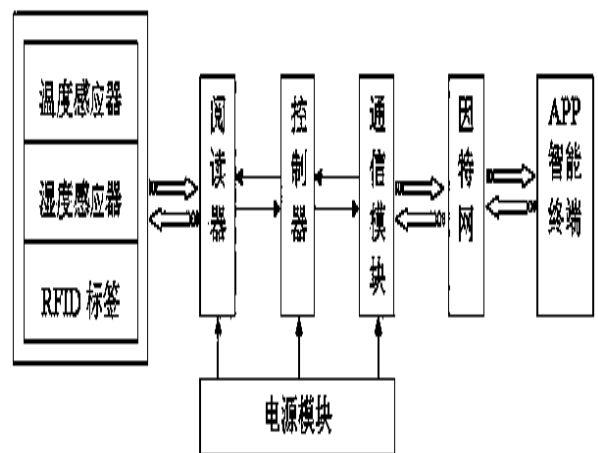 温度感应器
湿度感应器
RFID 标签
阅读器
控制器
通信模块
因特网
APP
智能
终端
电源模块